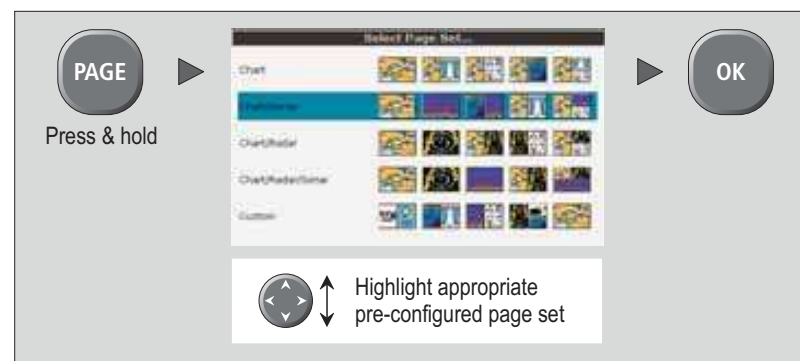 PAGE
Press & hold
Select Page Set...
Chart
Chart/Sonar
Chart/Radar
Chart/Radar/Sonar
Custom
OK
Highlight appropriate
pre-configured page set